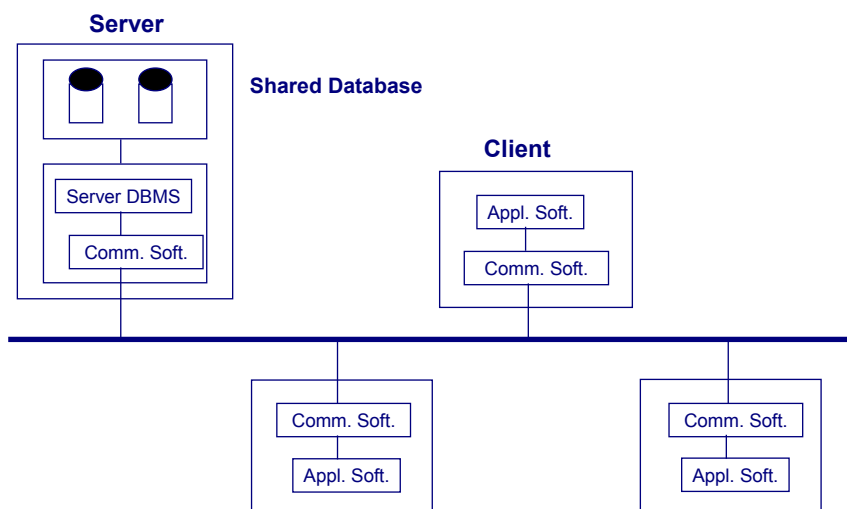 Server
Shared Database
Server DBMS
Comm. Soft.
Client
Appl. Soft.
Comm. Soft.
Comm. Soft.
Appl. Soft.
Comm. Soft.
Appl. Soft.